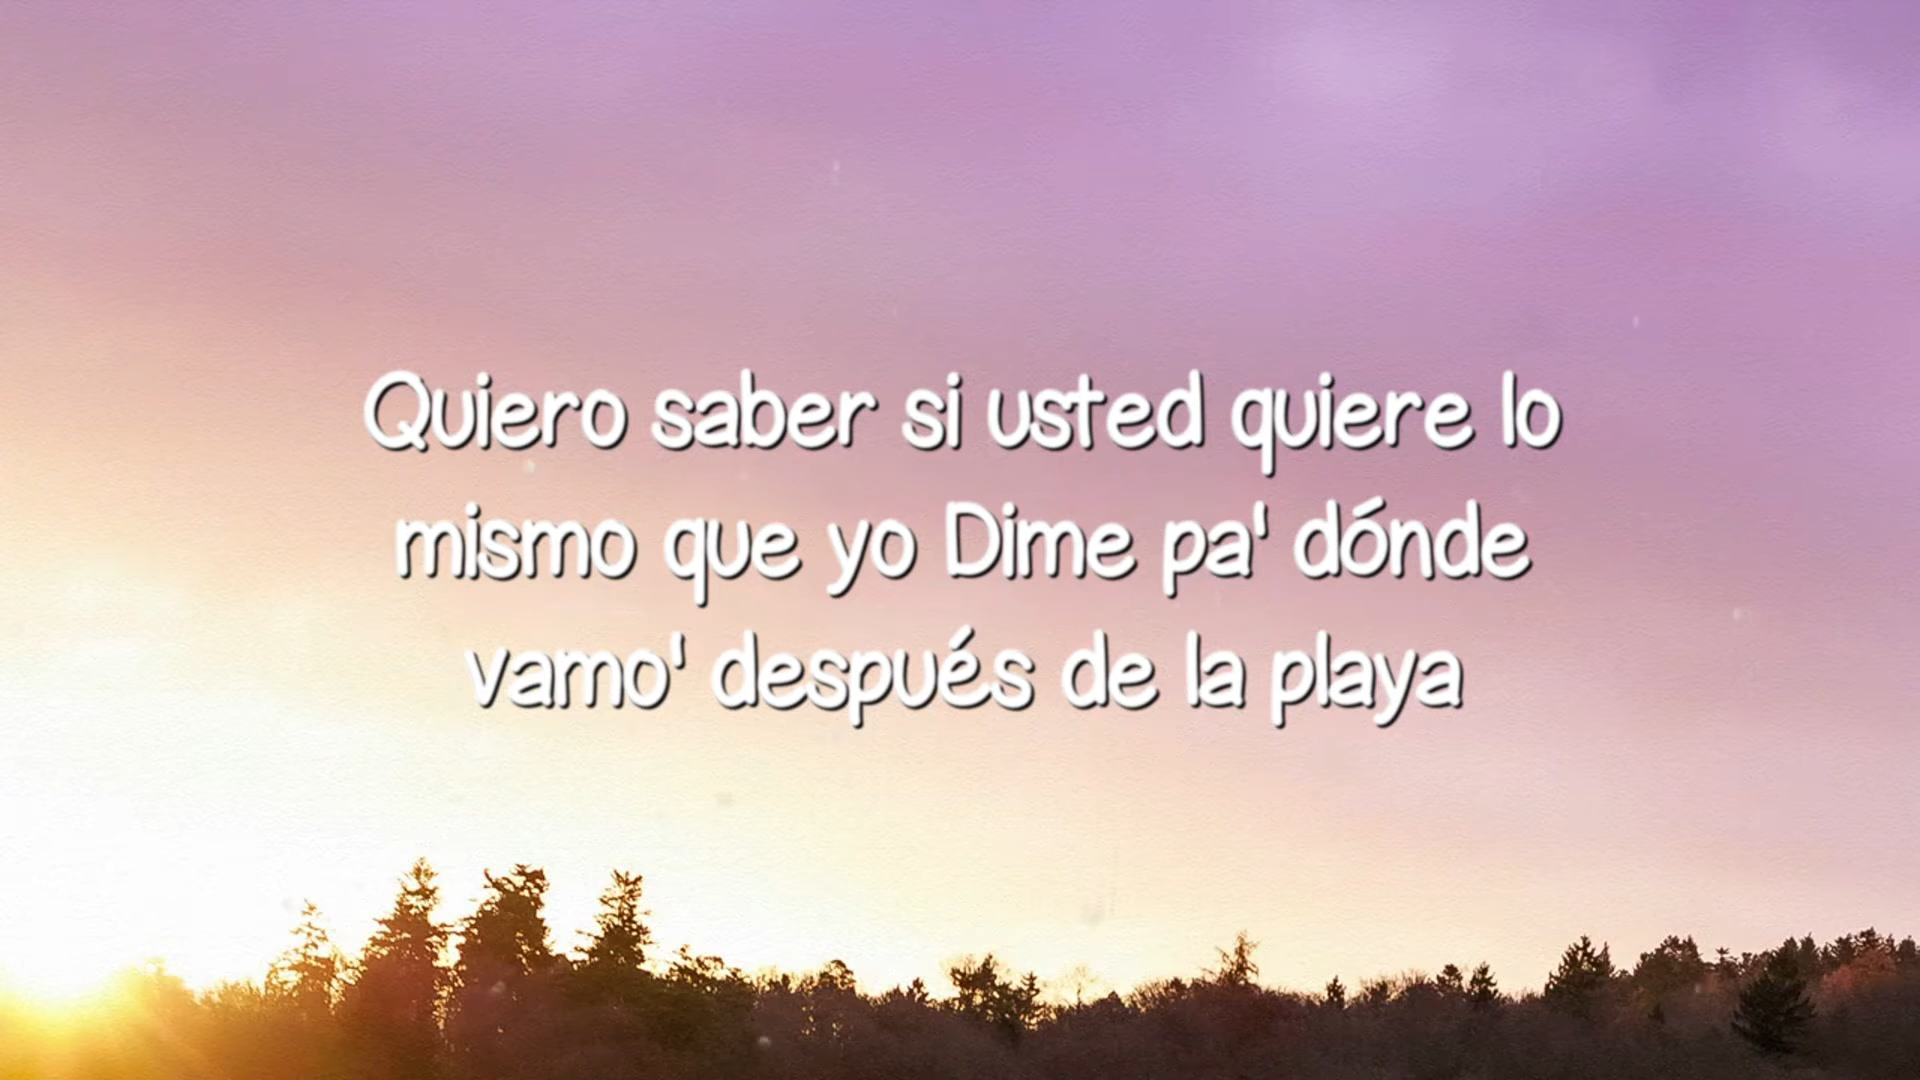 Quiero saber si usted quiere lo
mismo que yo Dime pa' dónde
vamo' después de la playa